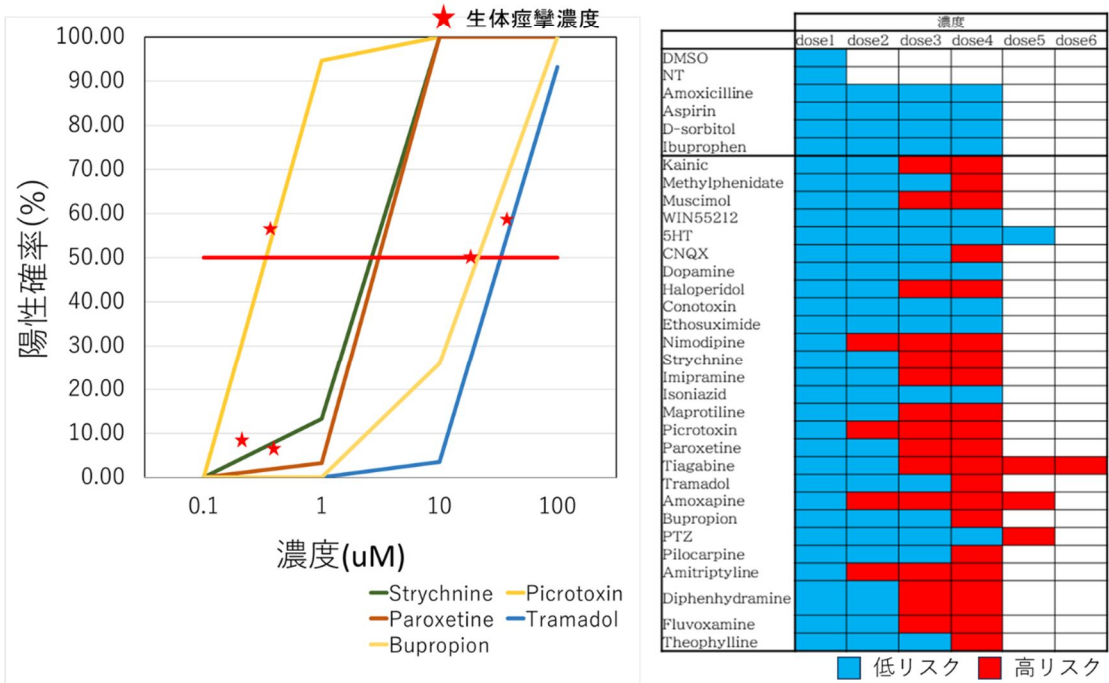 ★ 生体痙攣濃度
陽性確率(%)
100.00
90.00
80.00
70.00
60.00
50.00
40.00
30.00
20.00
10.00
0.00
0.1 1 10 100
濃度(uM)
Strychnine Picrotoxin
Paroxetine Tramadol
Bupropion
濃度
dose1 dose2 dose3 dose4 dose5 dose6
DMSO
NT
Amoxicilline
Aspirin
D-sorbitol
Ibuprophen
Kainic
Methylphenidate
Muscimol
WIN55212
5HT
CNQX
Dopamine
Haloperidol
Conotoxin
Ethosuximide
Nimodipine
Strychnine
Imipramine
Isoniazid
Maprotiline
Picrotoxin
Paroxetine
Tiagabine
Tramadol
Amoxapine
Bupropion
PTZ
Pilocarpine
Amitriptyline
Diphenhydramine
Fluvoxamine
Theophylline
低リスク 高リスク